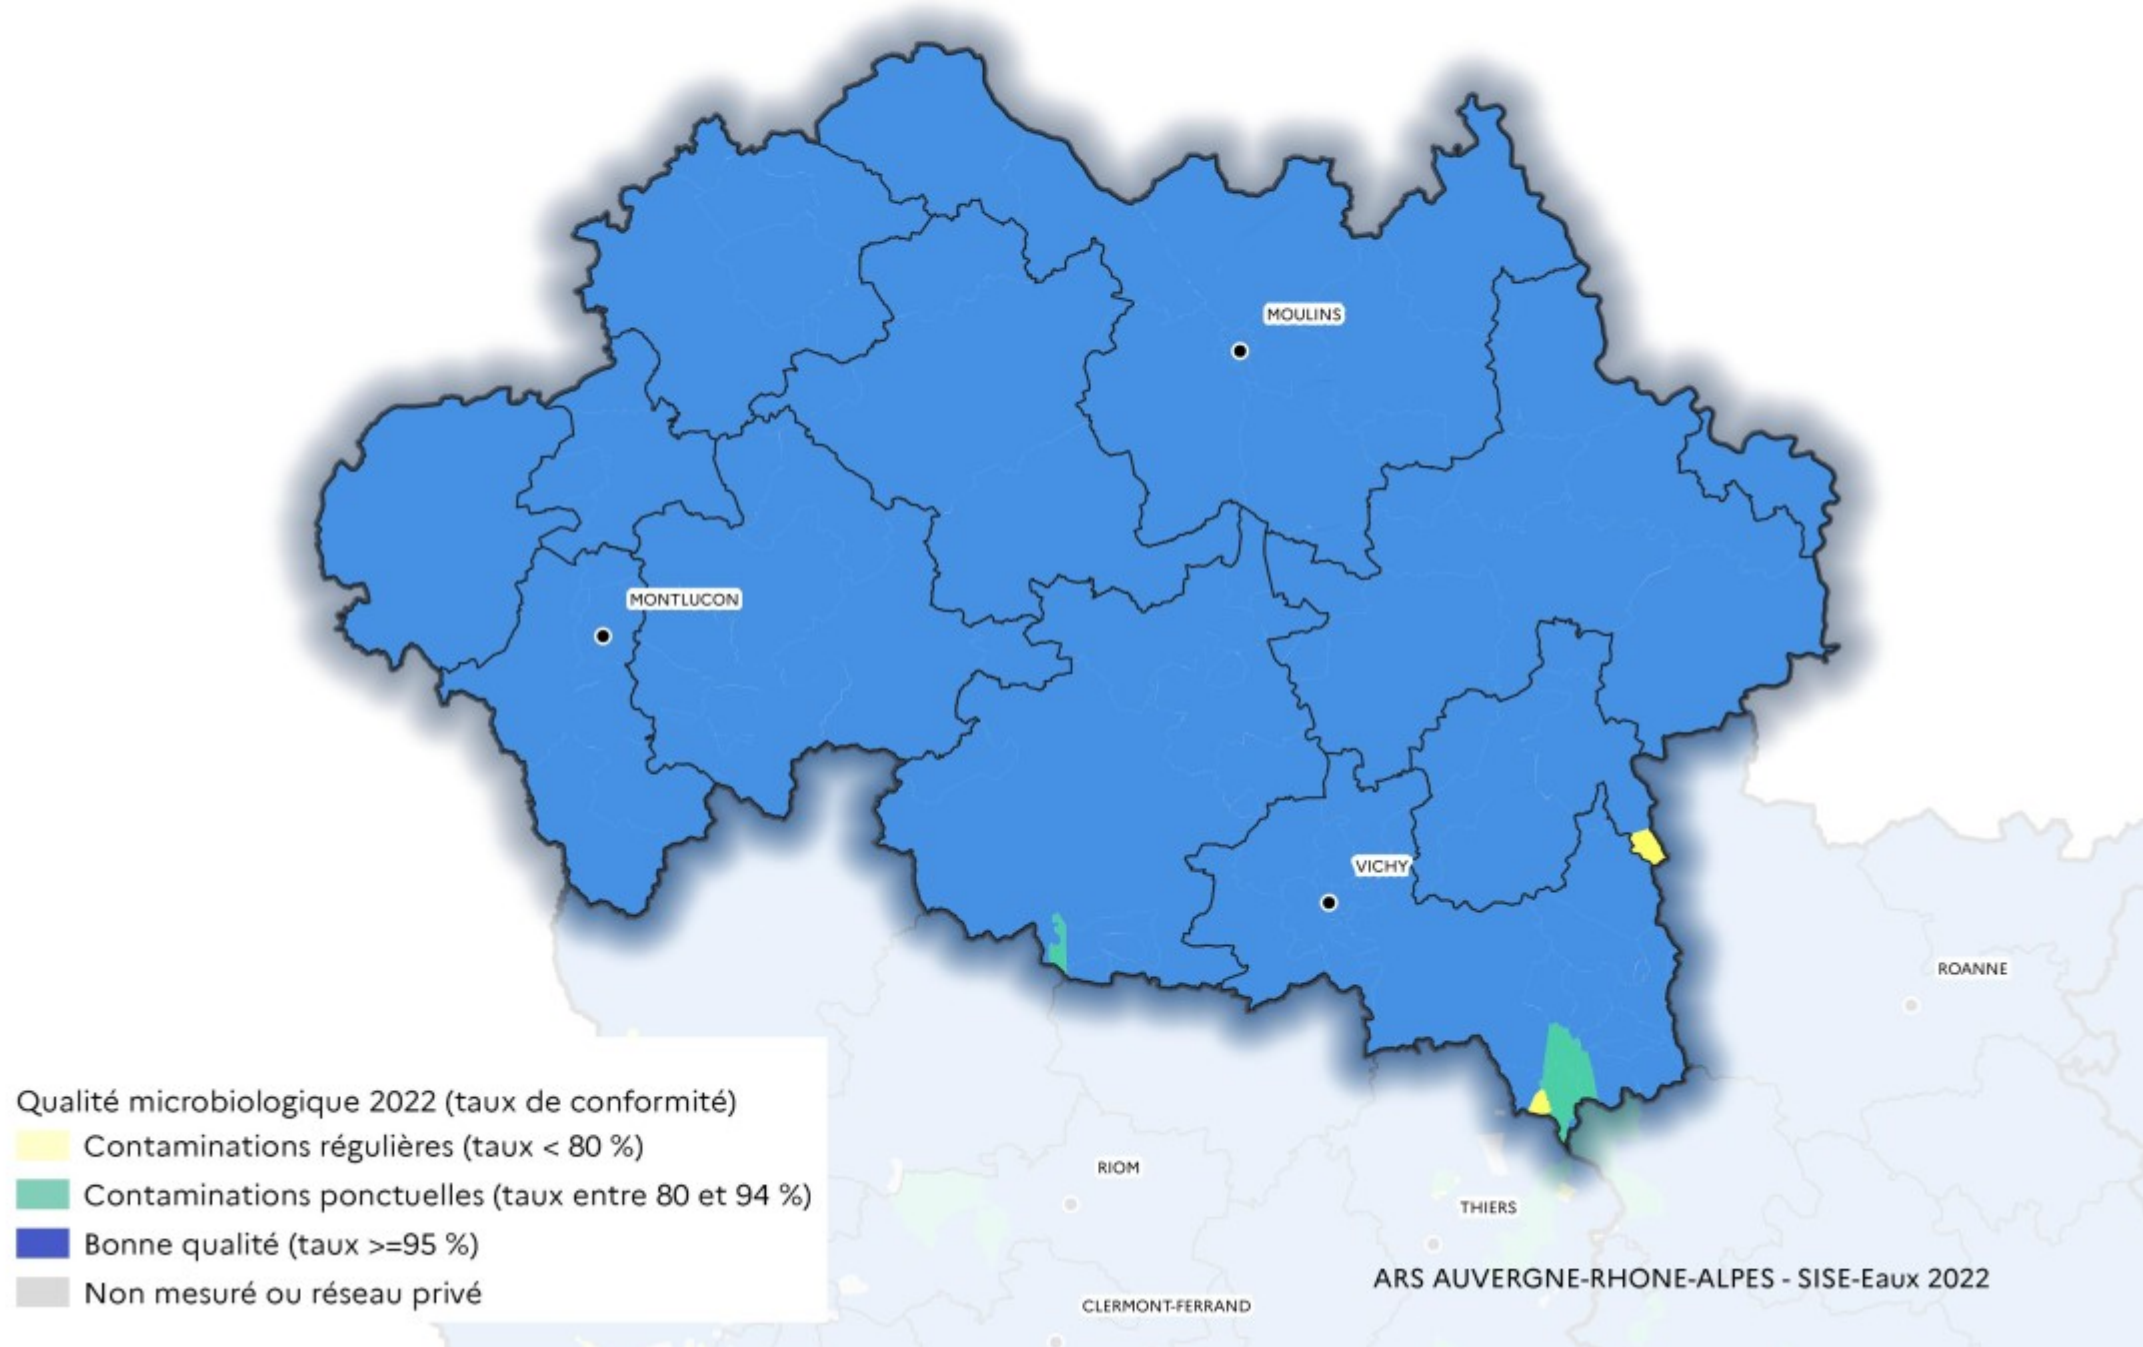 MOULINS
MONTLUCON
VICHY
ROANNE
Qualité microbiologique 2022 (taux de conformité)
Contaminations régulières (taux < 80 %)
Contaminations ponctuelles (taux entre 80 et 94 %)
Bonne qualité (taux >=95 %)
Non mesuré ou réseau privé
RIOM
THIERS
ARS AUVERGNE-RHONE-ALPES - SISE-Eaux 2022
CLERMONT-FERRAND